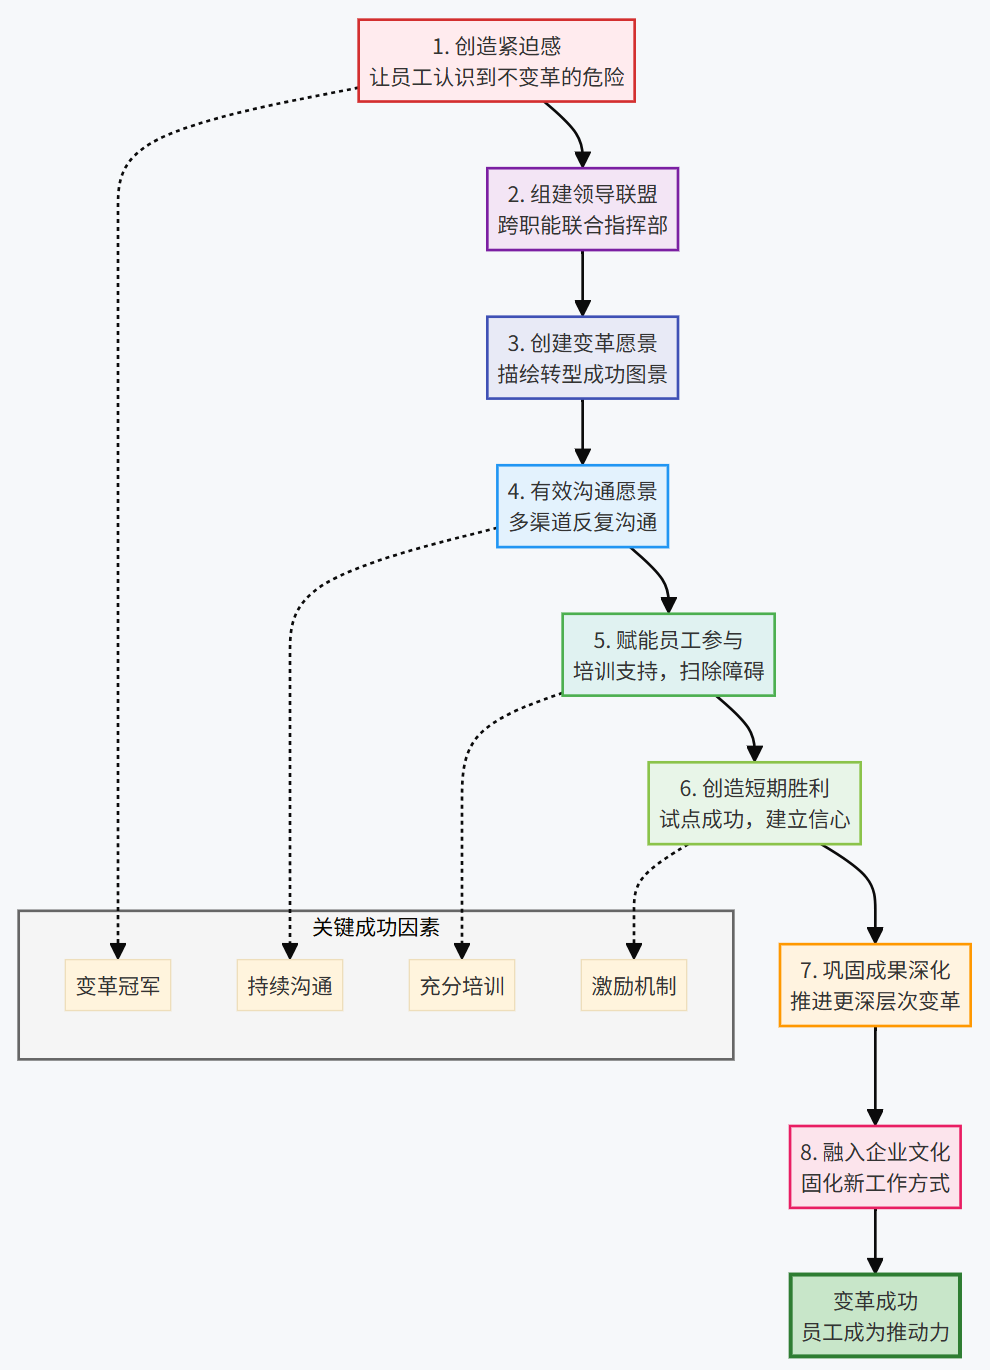 1. 创造紧迫感
让员工认识到不变革的危险
2. 组建领导联盟
跨职能联合指挥部
3. 创建变革愿景
描绘转型成功图景
4. 有效沟通愿景
多渠道反复沟通
5. 赋能员工参与
培训支持，扫除障碍
6. 创造短期胜利
试点成功，建立信心
关键成功因素
变革冠军
持续沟通
充分培训
激励机制
7. 巩固成果深化
推进更深层次变革
8. 融入企业文化
固化新工作方式
变革成功
员工成为推动力